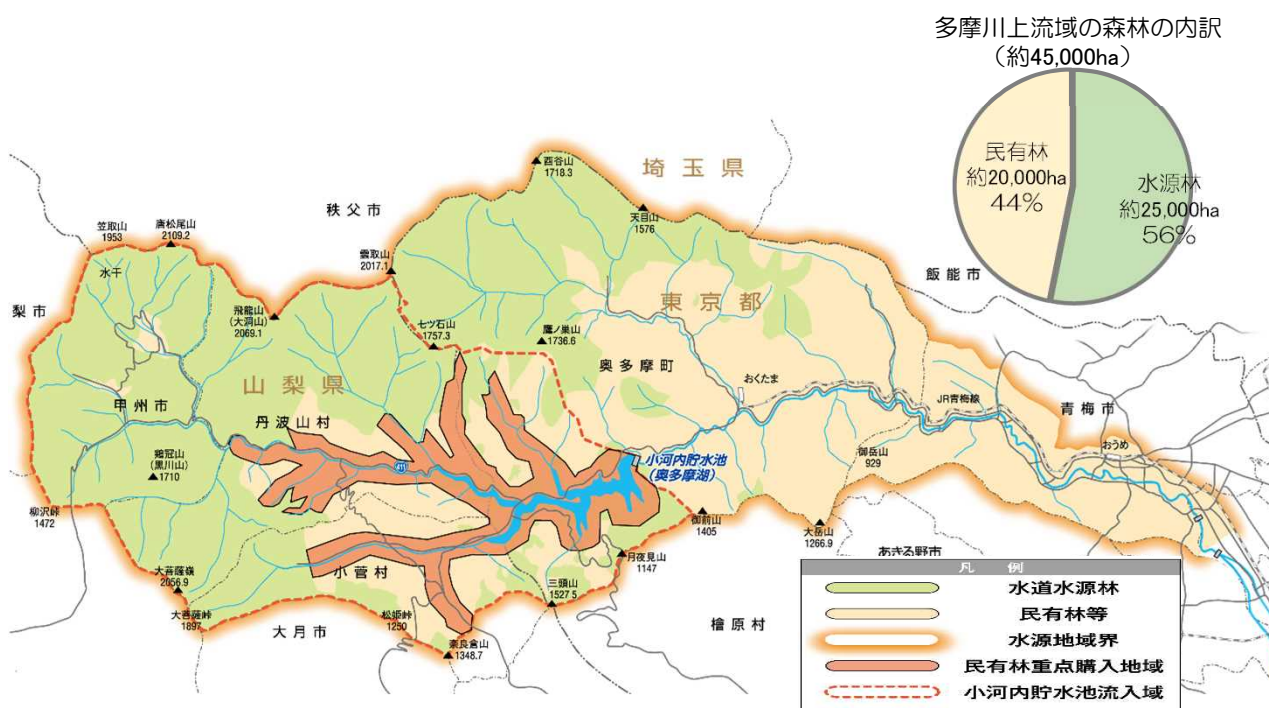 多摩川上流域の森林の内訳
（約45,000ha）
民有林
約20,000ha
44%
水源林
約25,000ha
56%
酉谷山
1718.3
埼玉県
天目山
1576
秩父市
笠取山
1953
唐松尾山
2109.2
水干
雲取山
2017.1
飯能市
梨市
飛龍山
（大洞山）
2069.1
東京都
七ツ石山
1757.3
鷹ノ巣山
1736.6
奥多摩町
おくたま
山梨県
甲州市
丹波山村
JR青梅線
青梅市
おうめ
鶏冠山
（黒川山）
1710
411
小河内貯水池
（奥多摩湖）
御岳山
929
柳沢峠
1472
御前山
1405
大岳山
1266.9
あきる野市
月夜見山
1147
大菩薩嶺
2056.9
小菅村
三頭山
1527.5
大菩薩峠
1897
大月市
松姫峠
1250
檜原村
奈良倉山
1348.7
凡例
水道水源林
民有林等
水源地域界
民有林重点購入地域
小河内貯水池流入域